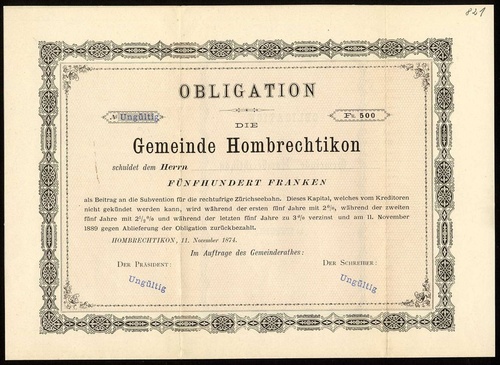 821
OBLIGATION
№ Ungültig
Fr. 500
DIE
Gemeinde Hombrechtikon
schuldet dem Herrn
FÜNFHUNDERT FRANKEN
als Beitrag an die Subvention für die rechtsufrige Zürichseebahn. Dieses Kapital, welches vom Kreditoren
nicht gekündet werden kann, wird während der ersten fünf Jahre mit 2%, während der zweiten
fünf Jahre mit 2½% und während der letzten fünf Jahre zu 3% verzinst und am 11. November
1889 gegen Ablieferung der Obligation zurückbezahlt.
HOMBRECHTIKON, 11. November 1874.
Im Auftrage des Gemeinderathes:
DER PRÄSIDENT:
DER SCHREIBER:
Ungültig
Ungültig